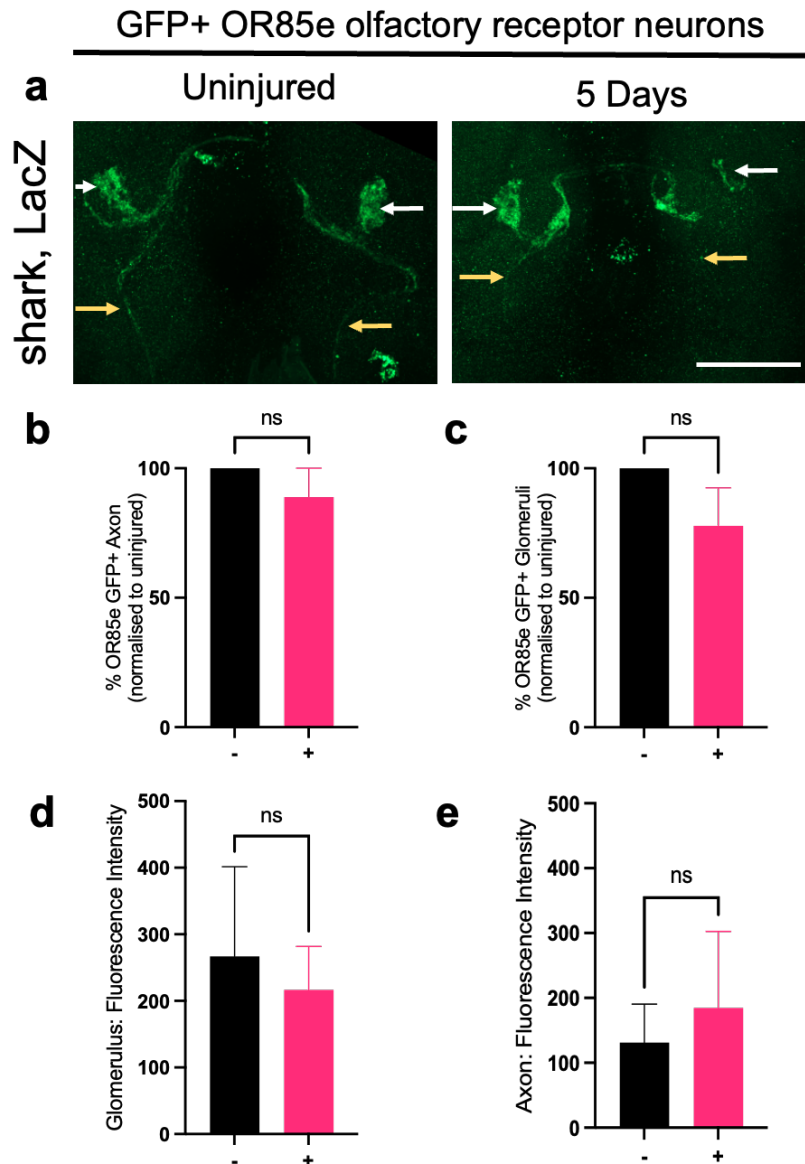 GFP+ OR85e olfactory receptor neurons
a
Uninjured
5 Days
shark, LacZ
b
ns
100
50
0
% OR85e GFP+ Axon
(normalised to uninjured)
-
+
c
ns
100
50
0
% OR85e GFP+ Glomeruli
(normalised to uninjured)
-
+
d
ns
500
400
300
200
100
0
Glomerulus: Fluorescence Intensity
-
+
e
ns
500
400
300
200
100
0
Axon: Fluorescence Intensity
-
+